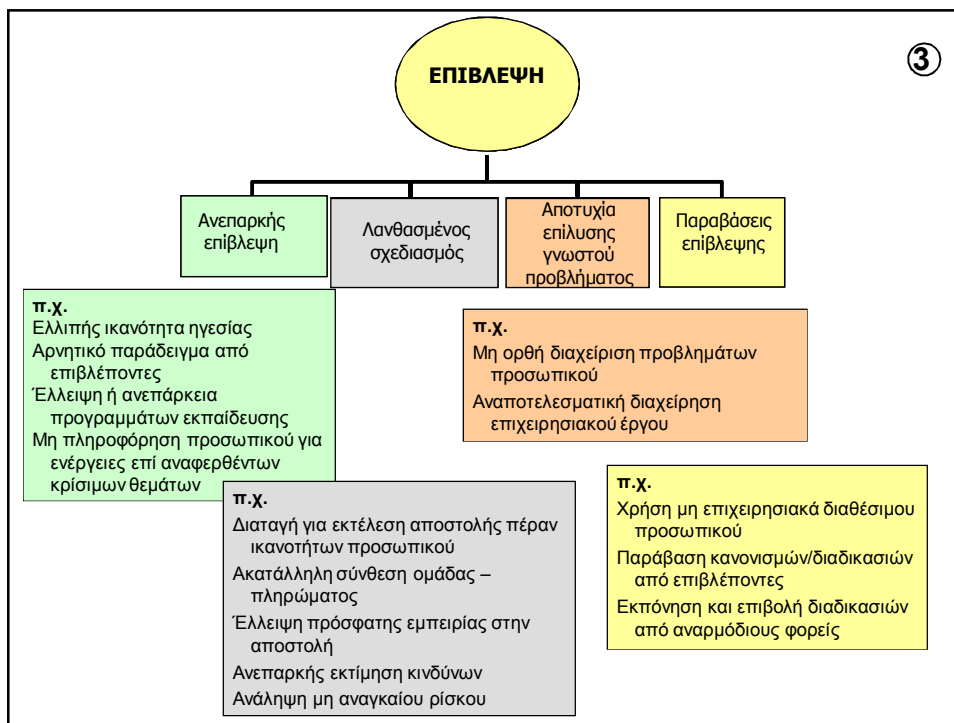 ΕΠΙΒΛΕΨΗ
③
Ανεπαρκής
επίβλεψη
Λανθασμένος
σχεδιασμός
Αποτυχία
επίλυσης
γνωστού
προβλήματος
Παραβάσεις
επίβλεψης
π.χ.
Ελλιπής ικανότητα ηγεσίας
Αρνητικό παράδειγμα από
επιβλέποντες
Έλλειψη ή ανεπάρκεια
προγραμμάτων εκπαίδευσης
Μη πληροφόρηση προσωπικού για
ενέργειες επί αναφερθέντων
κρίσιμων θεμάτων
π.χ.
Διαταγή για εκτέλεση αποστολής πέραν
ικανοτήτων προσωπικού
Ακατάλληλη σύνθεση ομάδας –
πληρώματος
Έλλειψη πρόσφατης εμπειρίας στην
αποστολή
Ανεπαρκής εκτίμηση κινδύνων
Ανάληψη μη αναγκαίου ρίσκου
π.χ.
Μη ορθή διαχείριση προβλημάτων
προσωπικού
Αναποτελεσματική διαχείρηση
επιχειρησιακού έργου
π.χ.
Χρήση μη επιχειρησιακά διαθέσιμου
προσωπικού
Παράβαση κανονισμών/διαδικασιών
από επιβλέποντες
Εκπόνηση και επιβολή διαδικασιών
από αναρμόδιους φορείς